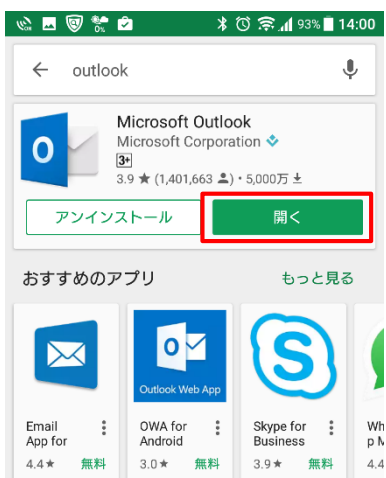 0%
93% 14:00
outlook
Microsoft Outlook
Microsoft Corporation
3+
3.9 ★ (1,401,663 ) • 5,000万
アンインストール 開く
おすすめのアプリ もっと見る
Outlook Web App
Email App for
4.4★ 無料
OWA for Android
3.0★ 無料
Skype for Business
3.9★ 無料
Wh
p M
4.4